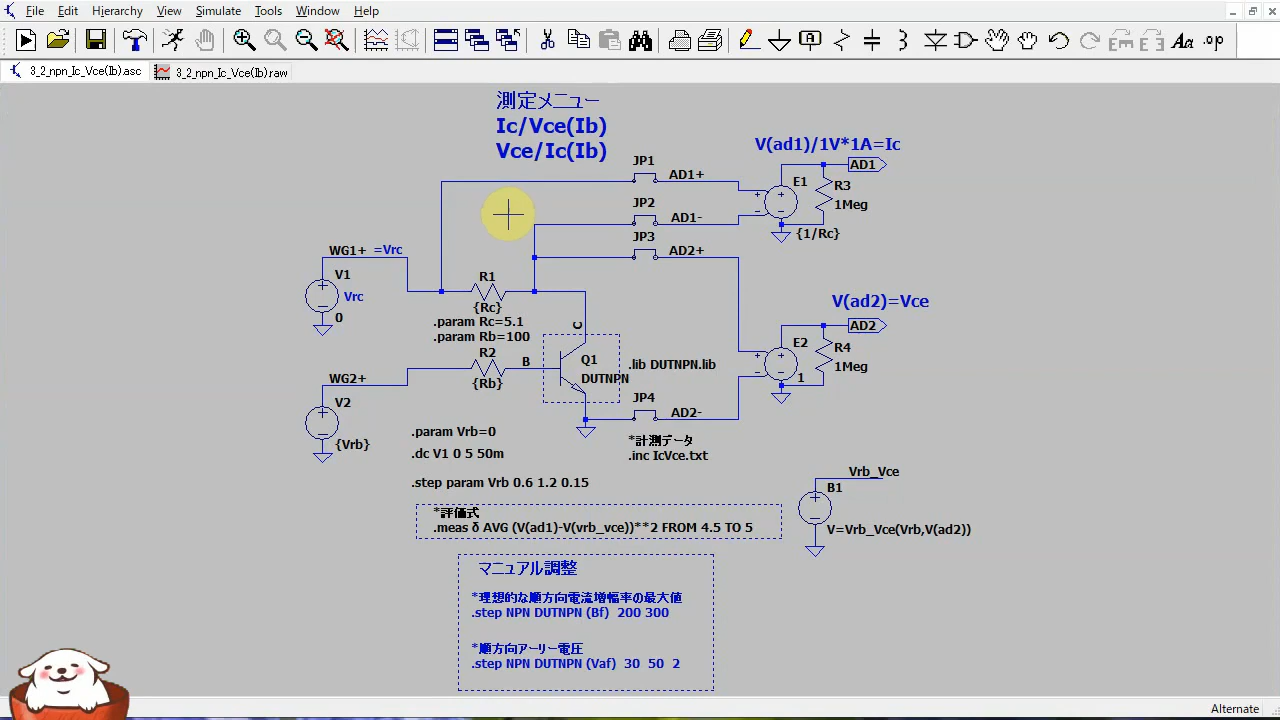 File Edit Hierarchy View Simulate Tools Window Help
3_2_npn_Ic_Vce(Ib).asc 3_2_npn_Ic_Vce(Ib).raw
測定メニュー
Ic/Vce(Ib)
Vce/Ic(Ib)
V(ad1)/1V*1A=Ic
JP1
AD1+
AD1
E1
R3
1Meg
JP2
AD1-
{1/Rc}
JP3
AD2+
WG1+ =Vrc
V1
Vrc
0
R1
{Rc}
.param Rc=5.1
.param Rb=100
V(ad2)=Vce
AD2
E2
R4
1Meg
1
C
R2
B
{Rb}
Q1
DUTNPN
.lib DUTNPN.lib
WG2+
V2
{Vrb}
JP4
AD2-
.param Vrb=0
.dc V1 0 5 50m
.step param Vrb 0.6 1.2 0.15
*計測データ
.inc IcVce.txt
Vrb_Vce
B1
V=Vrb_Vce(Vrb,V(ad2))
*評価式
.meas δ AVG (V(ad1)-V(vrb_vce))**2 FROM 4.5 TO 5
マニュアル調整
*理想的な順方向電流増幅率の最大値
.step NPN DUTNPN (Bf) 200 300
*順方向アーリー電圧
.step NPN DUTNPN (Vaf) 30 50 2
Alternate